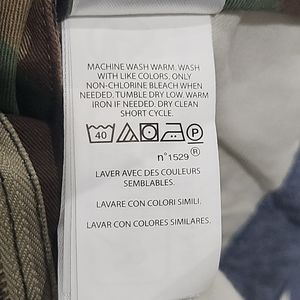 MACHINE WASH WARM. WASH
WITH LIKE COLORS. ONLY
NON-CHLORINE BLEACH WHEN
NEEDED. TUMBLE DRY LOW. WARM
IRON IF NEEDED. DRY CLEAN
SHORT CYCLE.
40 P
n°1529 ®
LAVER AVEC DES COULEURS
SEMBLABLES.
LAVARE CON COLORI SIMILI.
LAVAR CON COLORES SIMILARES.